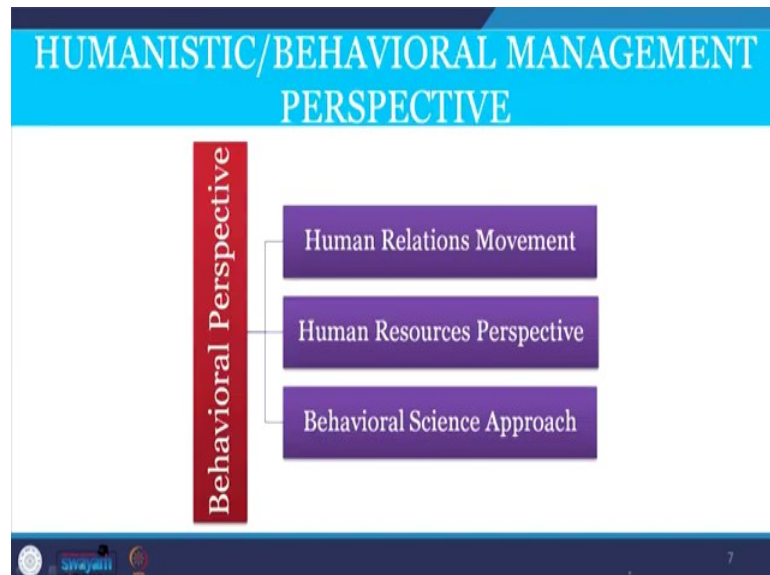 HUMANISTIC/BEHAVIORAL MANAGEMENT
PERSPECTIVE
Behavioral Perspective
Human Relations Movement
Human Resources Perspective
Behavioral Science Approach
swayam
7